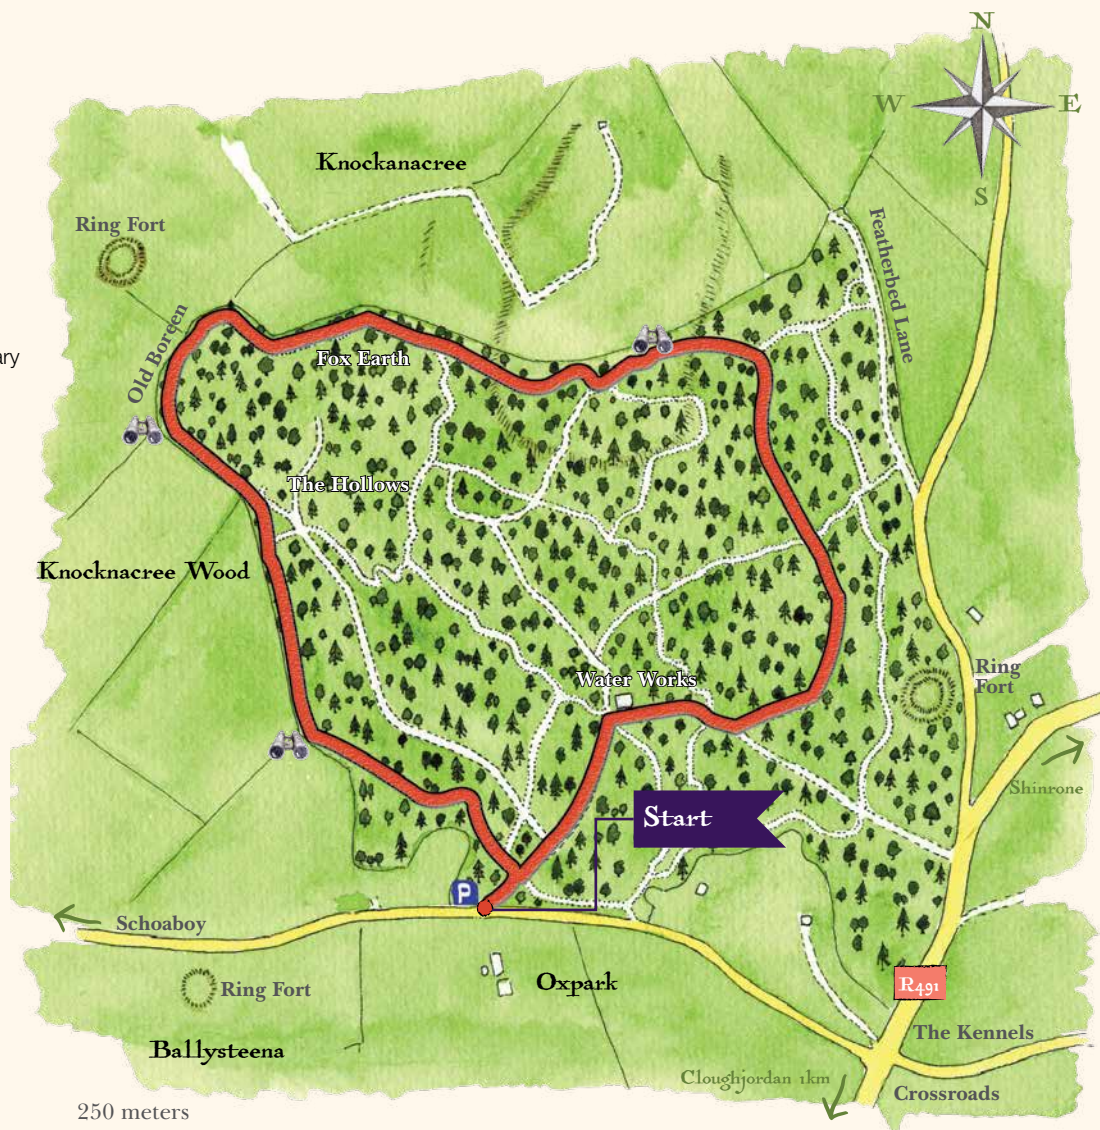 N
W E
S
Knockanacree
Ring Fort
Featherbed Lane
Old Boreen
ary
Fox Earth
The Hollows
Knocknacree Wood
Water Works
Ring
Fort
Shinrone
Start
P
Schoaboy
Oxpark
R491
Ring Fort
The Kennels
Ballysteena
Cloughjordan 1km
Crossroads
250 meters